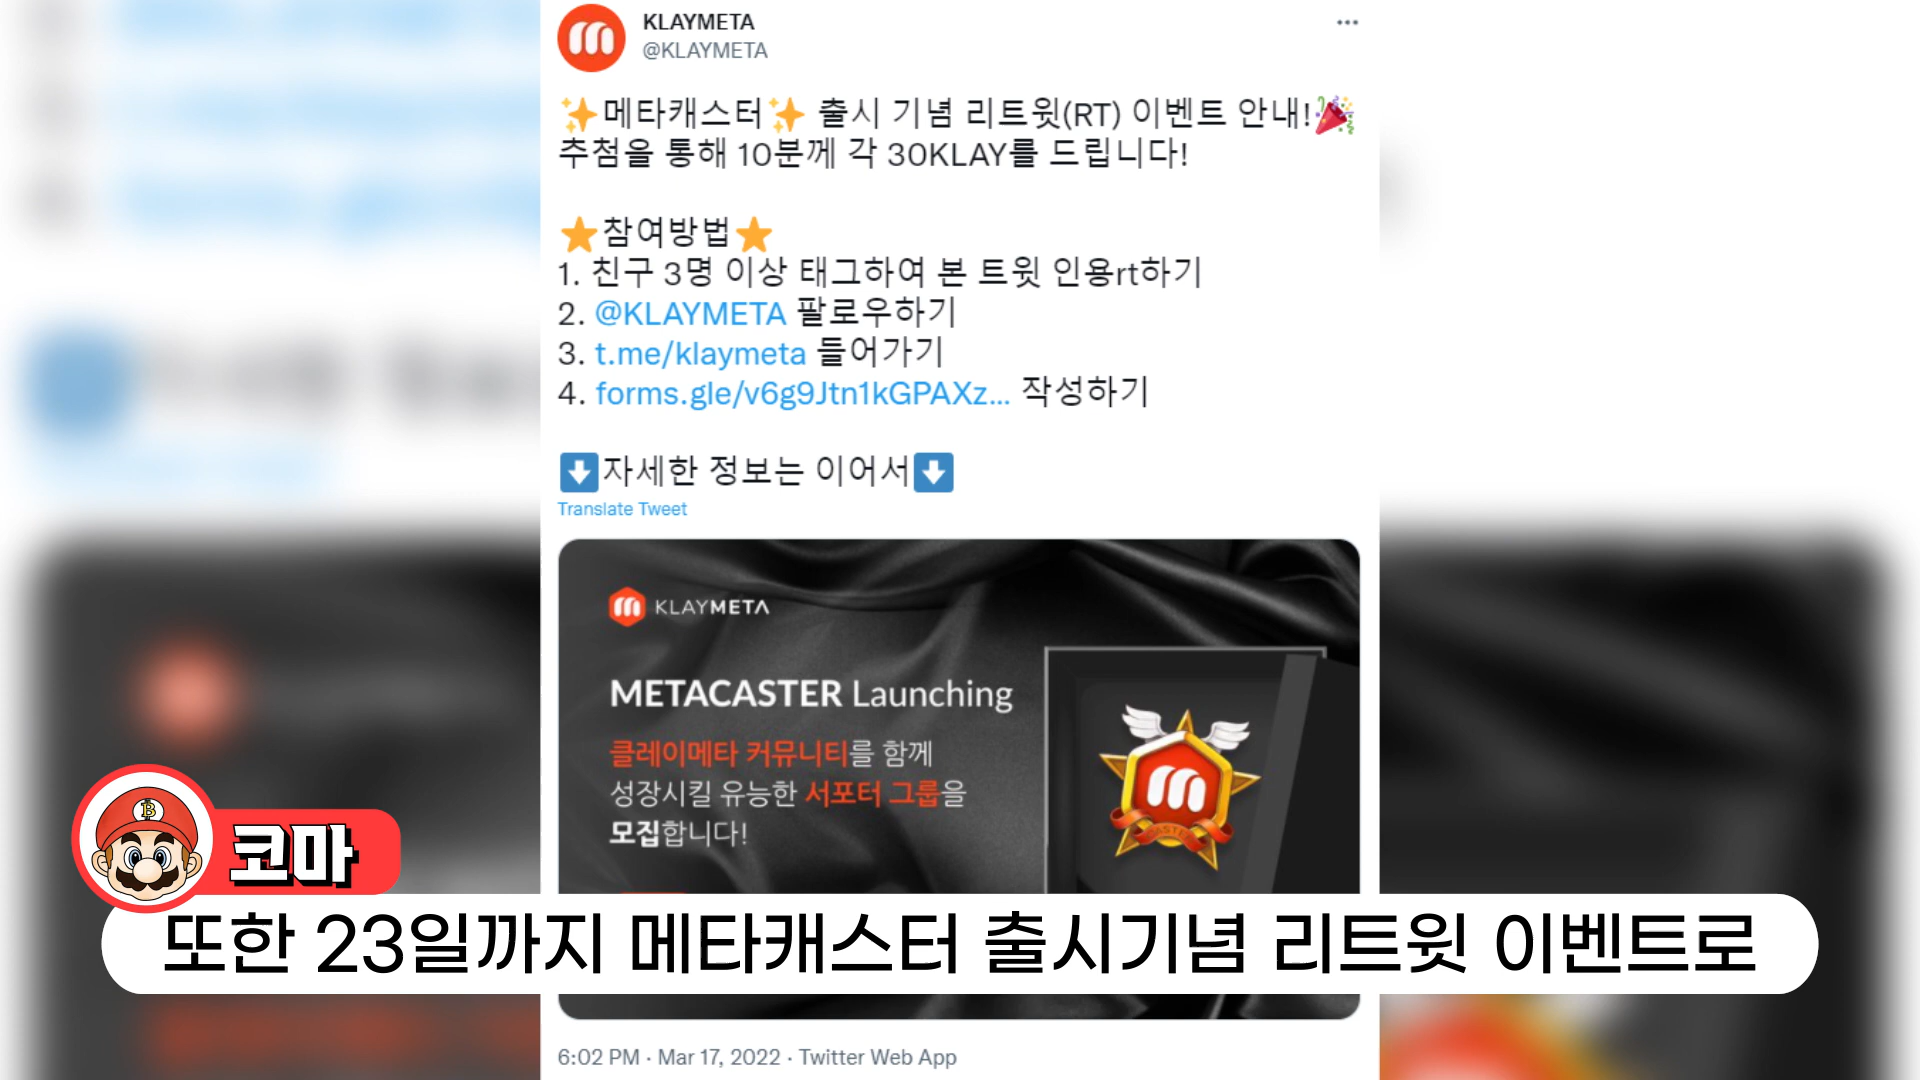 KLAYMETA
@KLAYMETA
✨메타캐스터✨ 출시 기념 리트윗(RT) 이벤트 안내!🎉
추첨을 통해 10분께 각 30KLAY를 드립니다!
⭐참여방법⭐
1. 친구 3명 이상 태그하여 본 트윗 인용rt하기
2. @KLAYMETA 팔로우하기
3. t.me/klaymeta 들어가기
4. forms.gle/v6g9Jtn1kGPAXz... 작성하기
⬇️자세한 정보는 이어서⬇️
Translate Tweet
KLAYMETA
METACASTER Launching
클레이메타 커뮤니티를 함께
성장시킬 유능한 서포터 그룹을
모집합니다!
CASTER
코마
또한 23일까지 메타캐스터 출시기념 리트윗 이벤트로
6:02 PM · Mar 17, 2022 · Twitter Web App